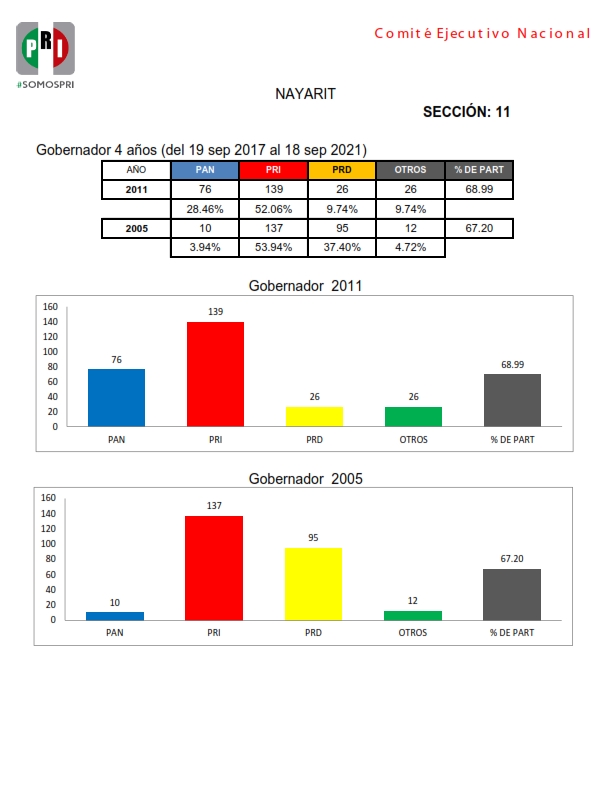 Comité Ejecutivo Nacional
PRI
#SOMOSPRI
NAYARIT
SECCIÓN: 11
Gobernador 4 años (del 19 sep 2017 al 18 sep 2021)
AÑO PAN PRI PRD OTROS % DE PART
2011 76 139 26 26 68.99
28.46% 52.06% 9.74% 9.74%
2005 10 137 95 12 67.20
3.94% 53.94% 37.40% 4.72%
Gobernador 2011
160
140
120
100
80
60
40
20
0
76 139 26 26 68.99
PAN PRI PRD OTROS % DE PART
Gobernador 2005
160
140
120
100
80
60
40
20
0
10 137 95 12 67.20
PAN PRI PRD OTROS % DE PART